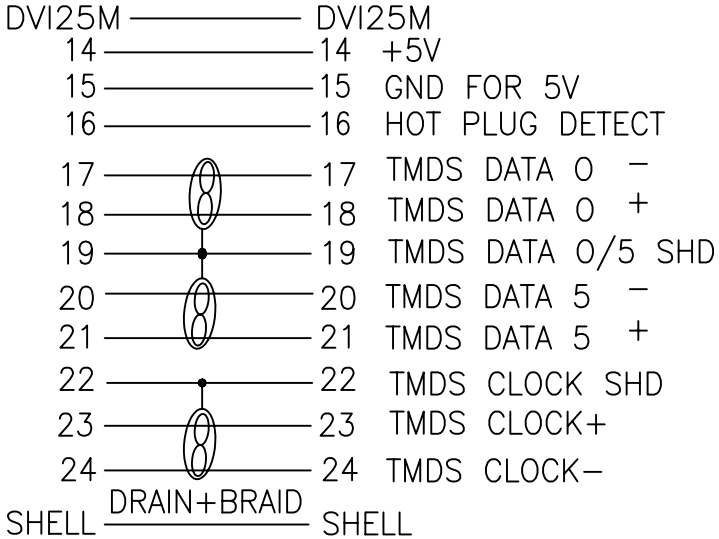 DVI25M DVI25M
14 14 +5V
15 15 GND FOR 5V
16 16 HOT PLUG DETECT
17 17 TMDS DATA 0 −
18 18 TMDS DATA 0 +
19 19 TMDS DATA 0/5 SHD
20 20 TMDS DATA 5 −
21 21 TMDS DATA 5 +
22 22 TMDS CLOCK SHD
23 23 TMDS CLOCK+
24 24 TMDS CLOCK−
DRAIN+BRAID
SHELL SHELL